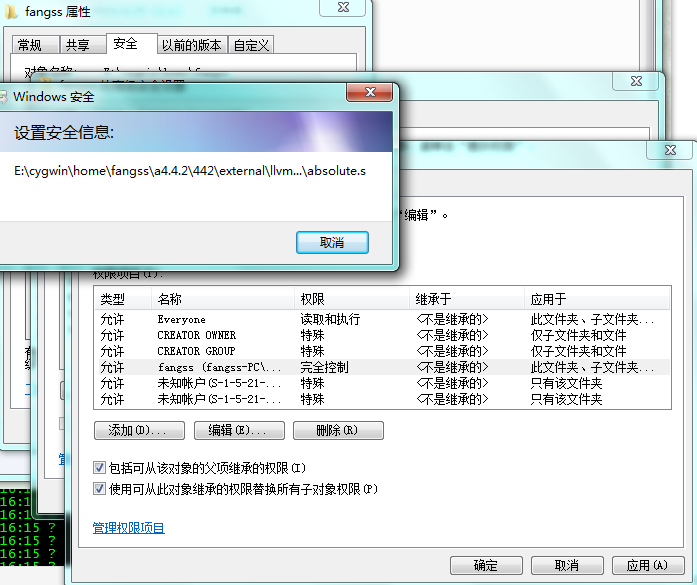 fangss 属性
常规 共享 安全 以前的版本 自定义
Windows 安全
设置安全信息:
E:\cygwin\home\fangss\a4.4.2\442\external\llvm...\absolute.s
取消
“编辑”。
权限项目(T):
类型 名称 权限 继承于 应用于
允许 Everyone 读取和执行 <不是继承的> 此文件夹、子文件夹...
允许 CREATOR OWNER 特殊 <不是继承的> 仅子文件夹和文件
允许 CREATOR GROUP 特殊 <不是继承的> 仅子文件夹和文件
允许 fangss (fangss-PC\... 完全控制 <不是继承的> 此文件夹、子文件夹...
允许 未知帐户(S-1-5-21-... 特殊 <不是继承的> 只有该文件夹
允许 未知帐户(S-1-5-21-... 特殊 <不是继承的> 只有该文件夹
添加(D)... 编辑(E)... 删除(R)
包括可从该对象的父项继承的权限(I)
使用可从此对象继承的权限替换所有子对象权限(P)
管理权限项目
确定 取消 应用(A)
16:15 ?
16:15 ?
16:15 ?